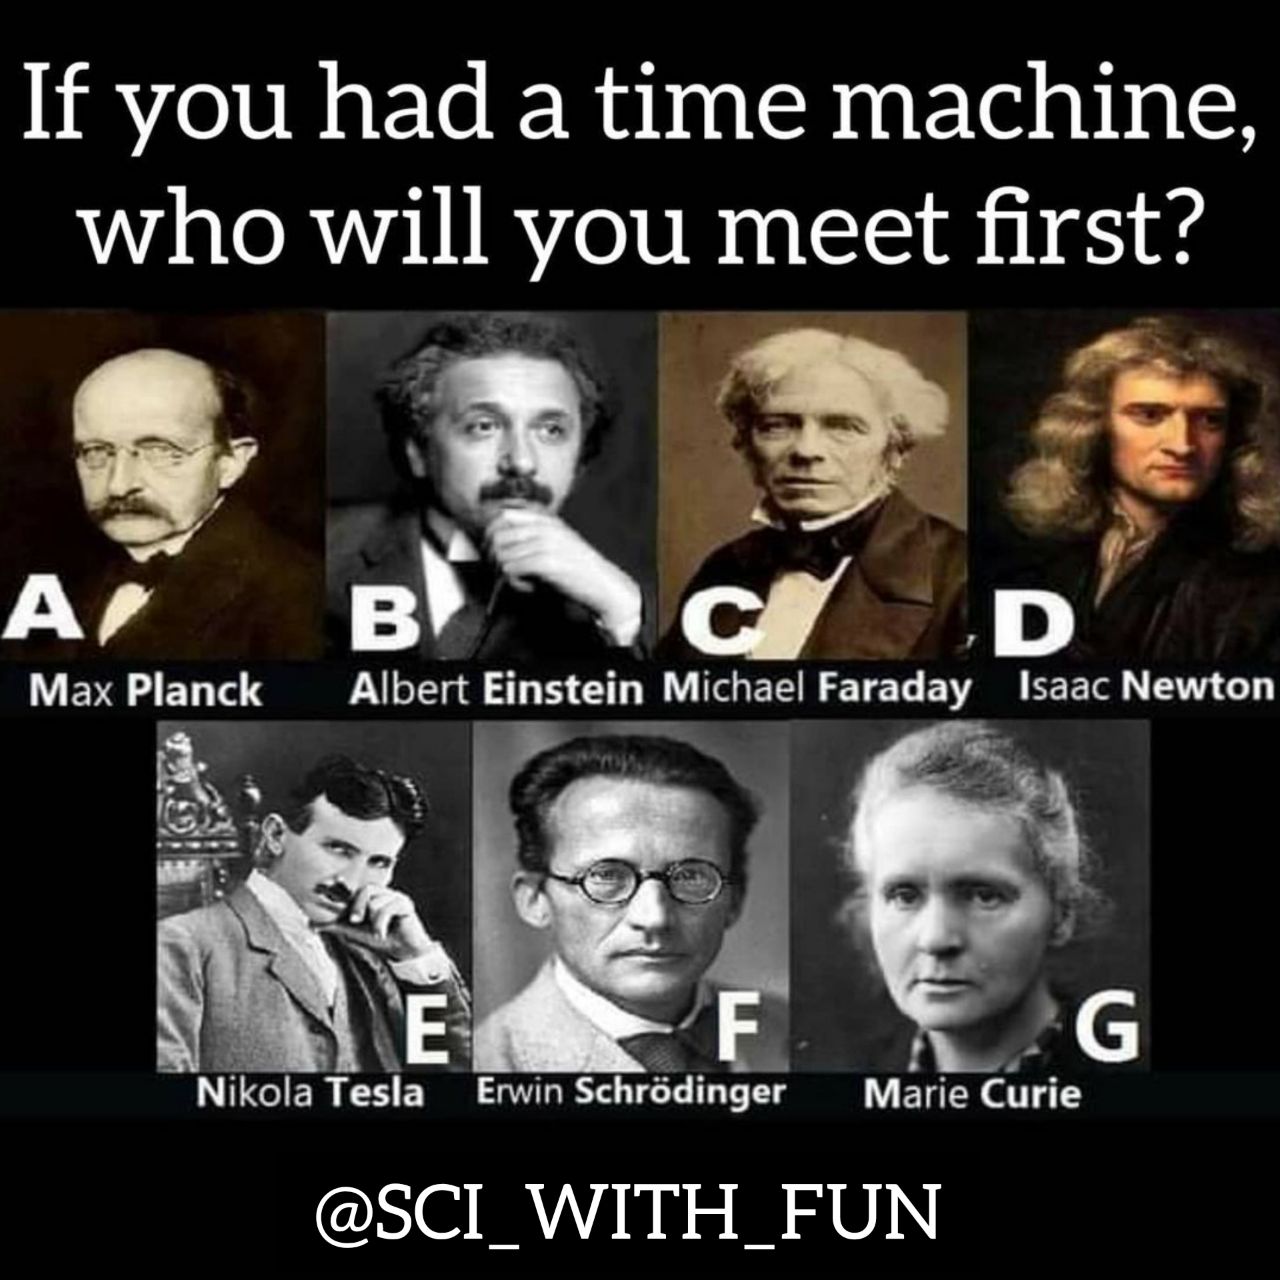 If you had a time machine,
who will you meet first?
A B C D
Max Planck Albert Einstein Michael Faraday Isaac Newton
E F G
Nikola Tesla Erwin Schrödinger Marie Curie
@SCI_WITH_FUN